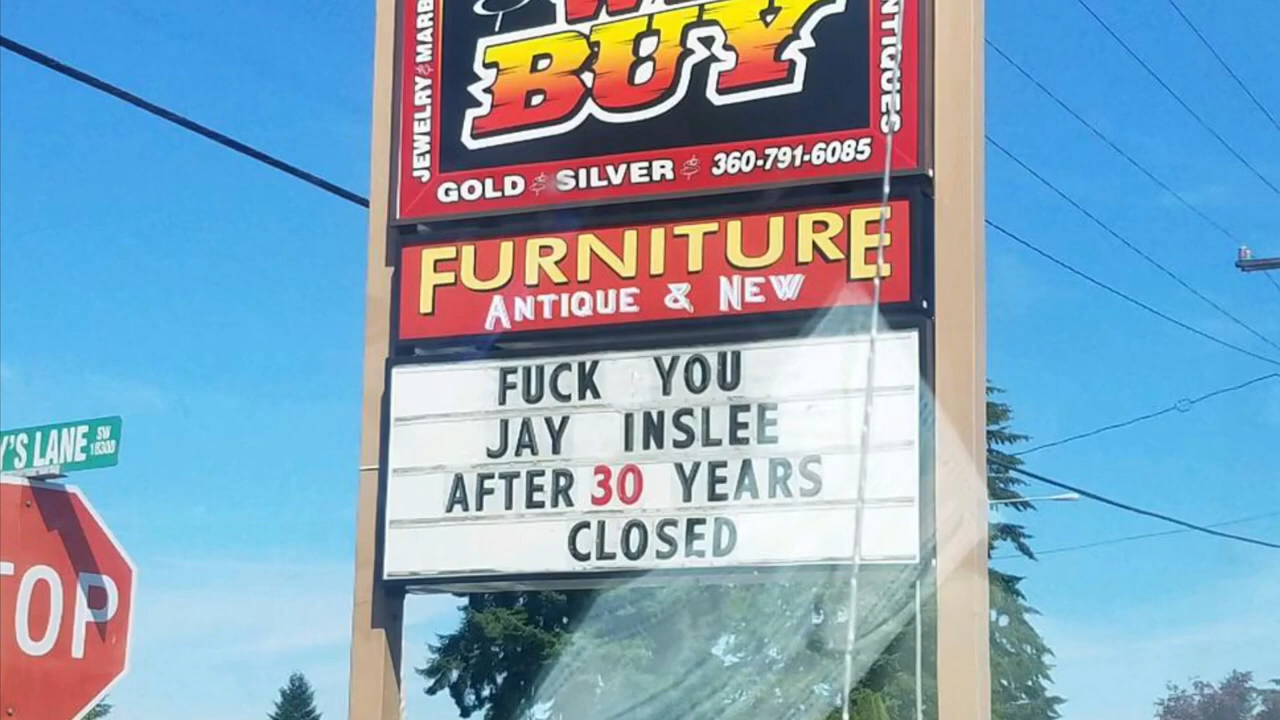 BUY
JEWELRY
GOLD SILVER 360-791-6085
FURNITURE
ANTIQUE & NEW
FUCK YOU
JAY INSLEE
AFTER 30 YEARS
CLOSED
'S LANE SW
18300
TOP